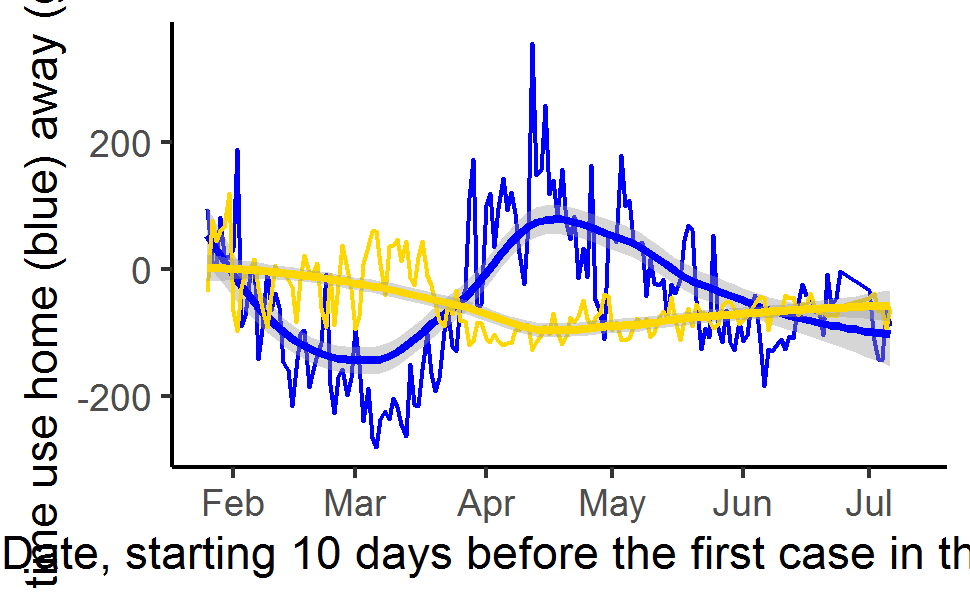 time use home (blue) away (g
200
0
-200
Feb Mar Apr May Jun Jul
Date, starting 10 days before the first case in th